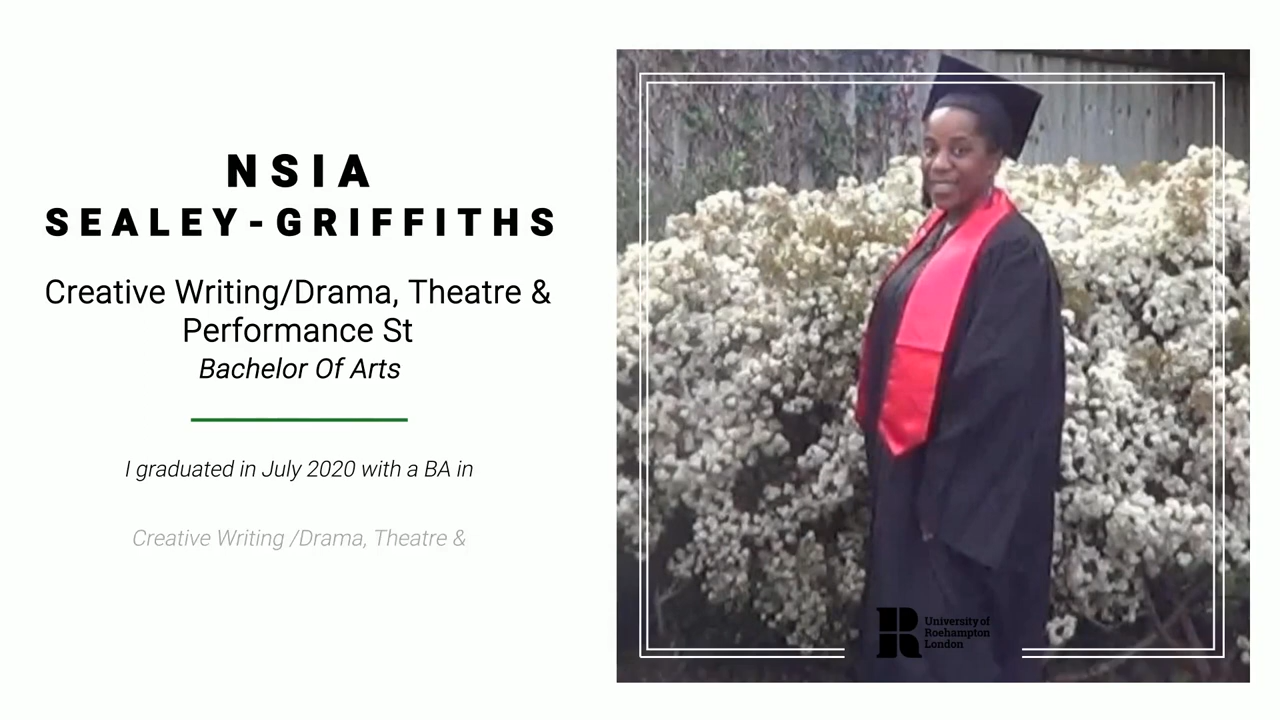 NSIA
SEALEY-GRIFFITHS
Creative Writing/Drama, Theatre &
Performance St
Bachelor Of Arts
I graduated in July 2020 with a BA in
Creative Writing /Drama, Theatre &
University of
Roehampton
London